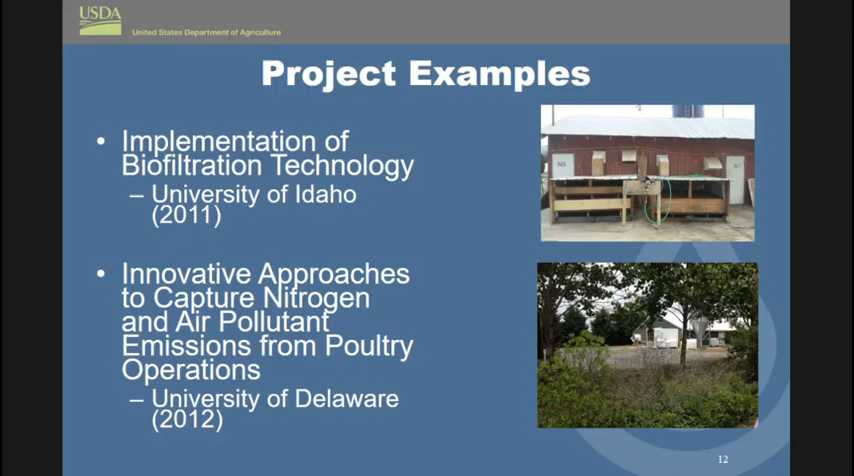 USDA
United States Department of Agriculture
Project Examples
• Implementation of
Biofiltration Technology
– University of Idaho
(2011)
• Innovative Approaches
to Capture Nitrogen
and Air Pollutant
Emissions from Poultry
Operations
– University of Delaware
(2012)
12